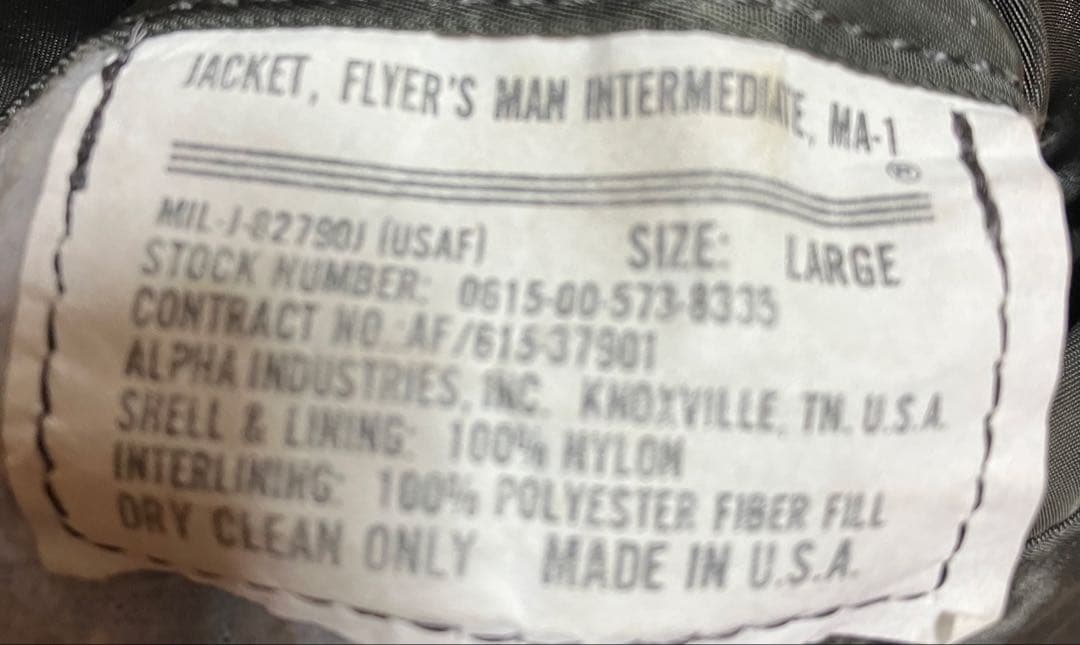 JACKET, FLYER'S MAN INTERMEDIATE, MA-1
®
MIL-J-82790J (USAF) SIZE: LARGE
STOCK NUMBER: 0615-00-573-8335
CONTRACT NO. AF/615-37901
ALPHA INDUSTRIES, INC. KNOXVILLE, TN. U.S.A.
SHELL & LINING: 100% NYLON
INTERLINING: 100% POLYESTER FIBER FILL
DRY CLEAN ONLY MADE IN U.S.A.